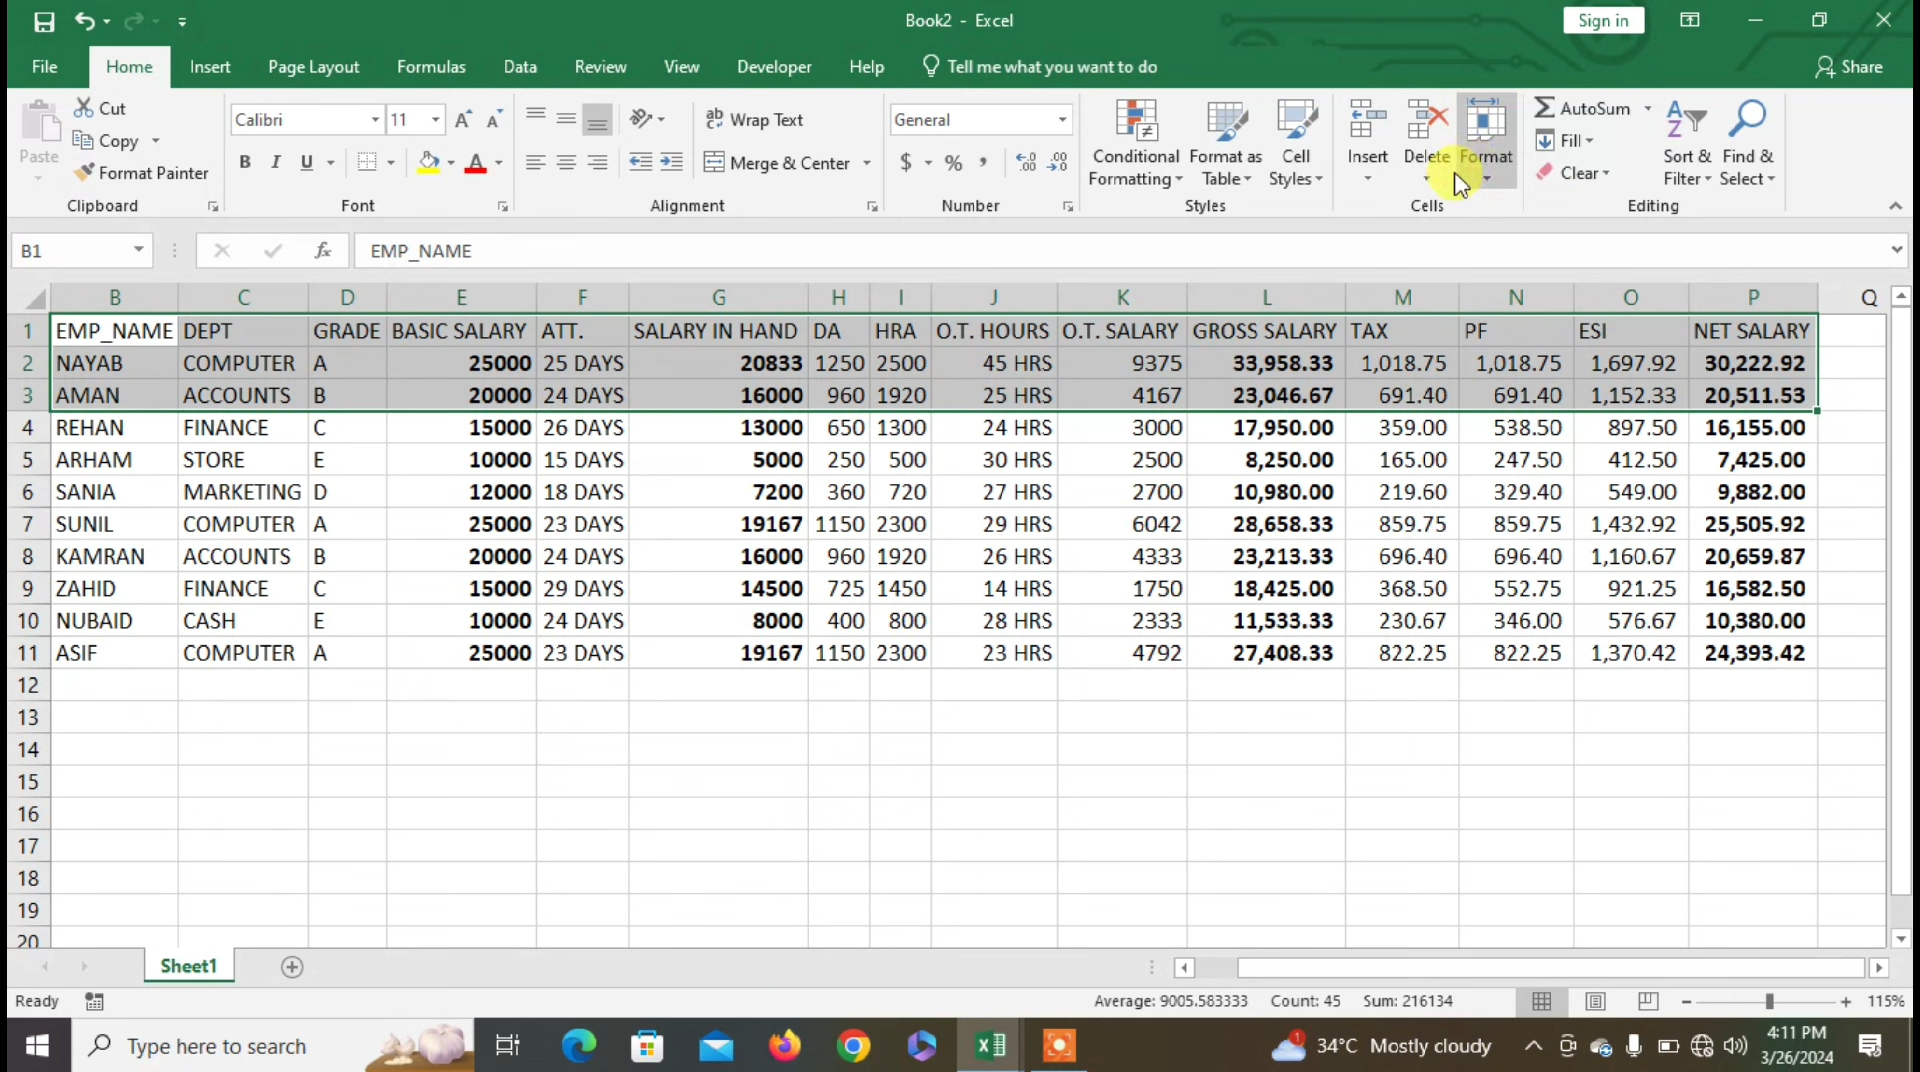 Book2 - Excel
Sign in
File Home Insert Page Layout Formulas Data Review View Developer Help Tell me what you want to do Share
Paste
Cut
Copy
Format Painter
Clipboard
Calibri 11
B I U A
Font
ab Wrap Text
Merge & Center
Alignment
General
$ % ,
Number
Conditional Formatting
Format as Table
Cell Styles
Styles
Insert Delete Format
Cells
AutoSum
Fill
Clear
Sort & Filter
Find & Select
Editing
B1 fx EMP_NAME
B C D E F G H I J K L M N O P Q
1 EMP_NAME DEPT GRADE BASIC SALARY ATT. SALARY IN HAND DA HRA O.T. HOURS O.T. SALARY GROSS SALARY TAX PF ESI NET SALARY
2 NAYAB COMPUTER A 25000 25 DAYS 20833 1250 2500 45 HRS 9375 33,958.33 1,018.75 1,018.75 1,697.92 30,222.92
3 AMAN ACCOUNTS B 20000 24 DAYS 16000 960 1920 25 HRS 4167 23,046.67 691.40 691.40 1,152.33 20,511.53
4 REHAN FINANCE C 15000 26 DAYS 13000 650 1300 24 HRS 3000 17,950.00 359.00 538.50 897.50 16,155.00
5 ARHAM STORE E 10000 15 DAYS 5000 250 500 30 HRS 2500 8,250.00 165.00 247.50 412.50 7,425.00
6 SANIA MARKETING D 12000 18 DAYS 7200 360 720 27 HRS 2700 10,980.00 219.60 329.40 549.00 9,882.00
7 SUNIL COMPUTER A 25000 23 DAYS 19167 1150 2300 29 HRS 6042 28,658.33 859.75 859.75 1,432.92 25,505.92
8 KAMRAN ACCOUNTS B 20000 24 DAYS 16000 960 1920 26 HRS 4333 23,213.33 696.40 696.40 1,160.67 20,659.87
9 ZAHID FINANCE C 15000 29 DAYS 14500 725 1450 14 HRS 1750 18,425.00 368.50 552.75 921.25 16,582.50
10 NUBAID CASH E 10000 24 DAYS 8000 400 800 28 HRS 2333 11,533.33 230.67 346.00 576.67 10,380.00
11 ASIF COMPUTER A 25000 23 DAYS 19167 1150 2300 23 HRS 4792 27,408.33 822.25 822.25 1,370.42 24,393.42
12
13
14
15
16
17
18
19
20
Sheet1
Ready Average: 9005.583333 Count: 45 Sum: 216134 115%
Type here to search 34°C Mostly cloudy 4:11 PM
3/26/2024